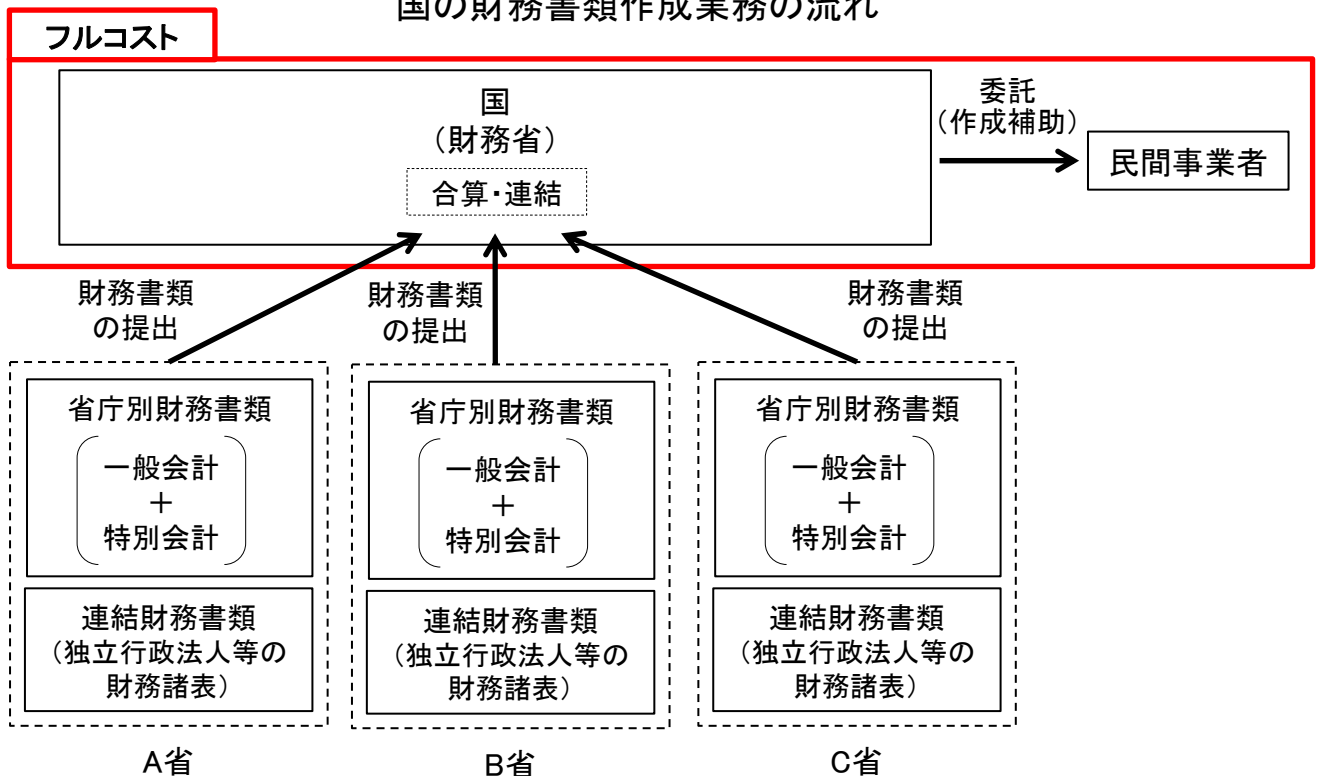 国の財務書類作成業務の流れ
フルコスト
国
（財務省）
合算・連結
委託
（作成補助）
民間事業者
財務書類
の提出
財務書類
の提出
財務書類
の提出
省庁別財務書類
一般会計
＋
特別会計
連結財務書類
（独立行政法人等の
財務諸表）
A省
省庁別財務書類
一般会計
＋
特別会計
連結財務書類
（独立行政法人等の
財務諸表）
B省
省庁別財務書類
一般会計
＋
特別会計
連結財務書類
（独立行政法人等の
財務諸表）
C省